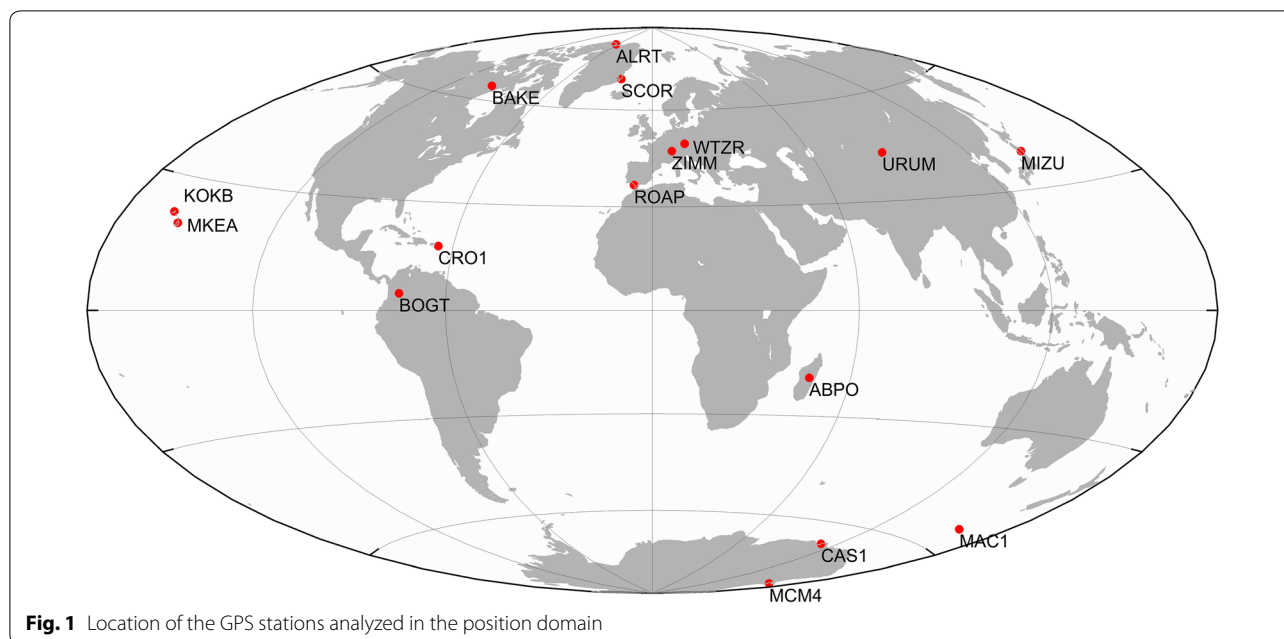 ALRT
BAKE
SCOR
WTZR
ZIMM
URUM
MIZU
ROAP
KOKB
MKEA
CRO1
BOGT
ABPO
MAC1
CAS1
MCM4
Fig. 1 Location of the GPS stations analyzed in the position domain